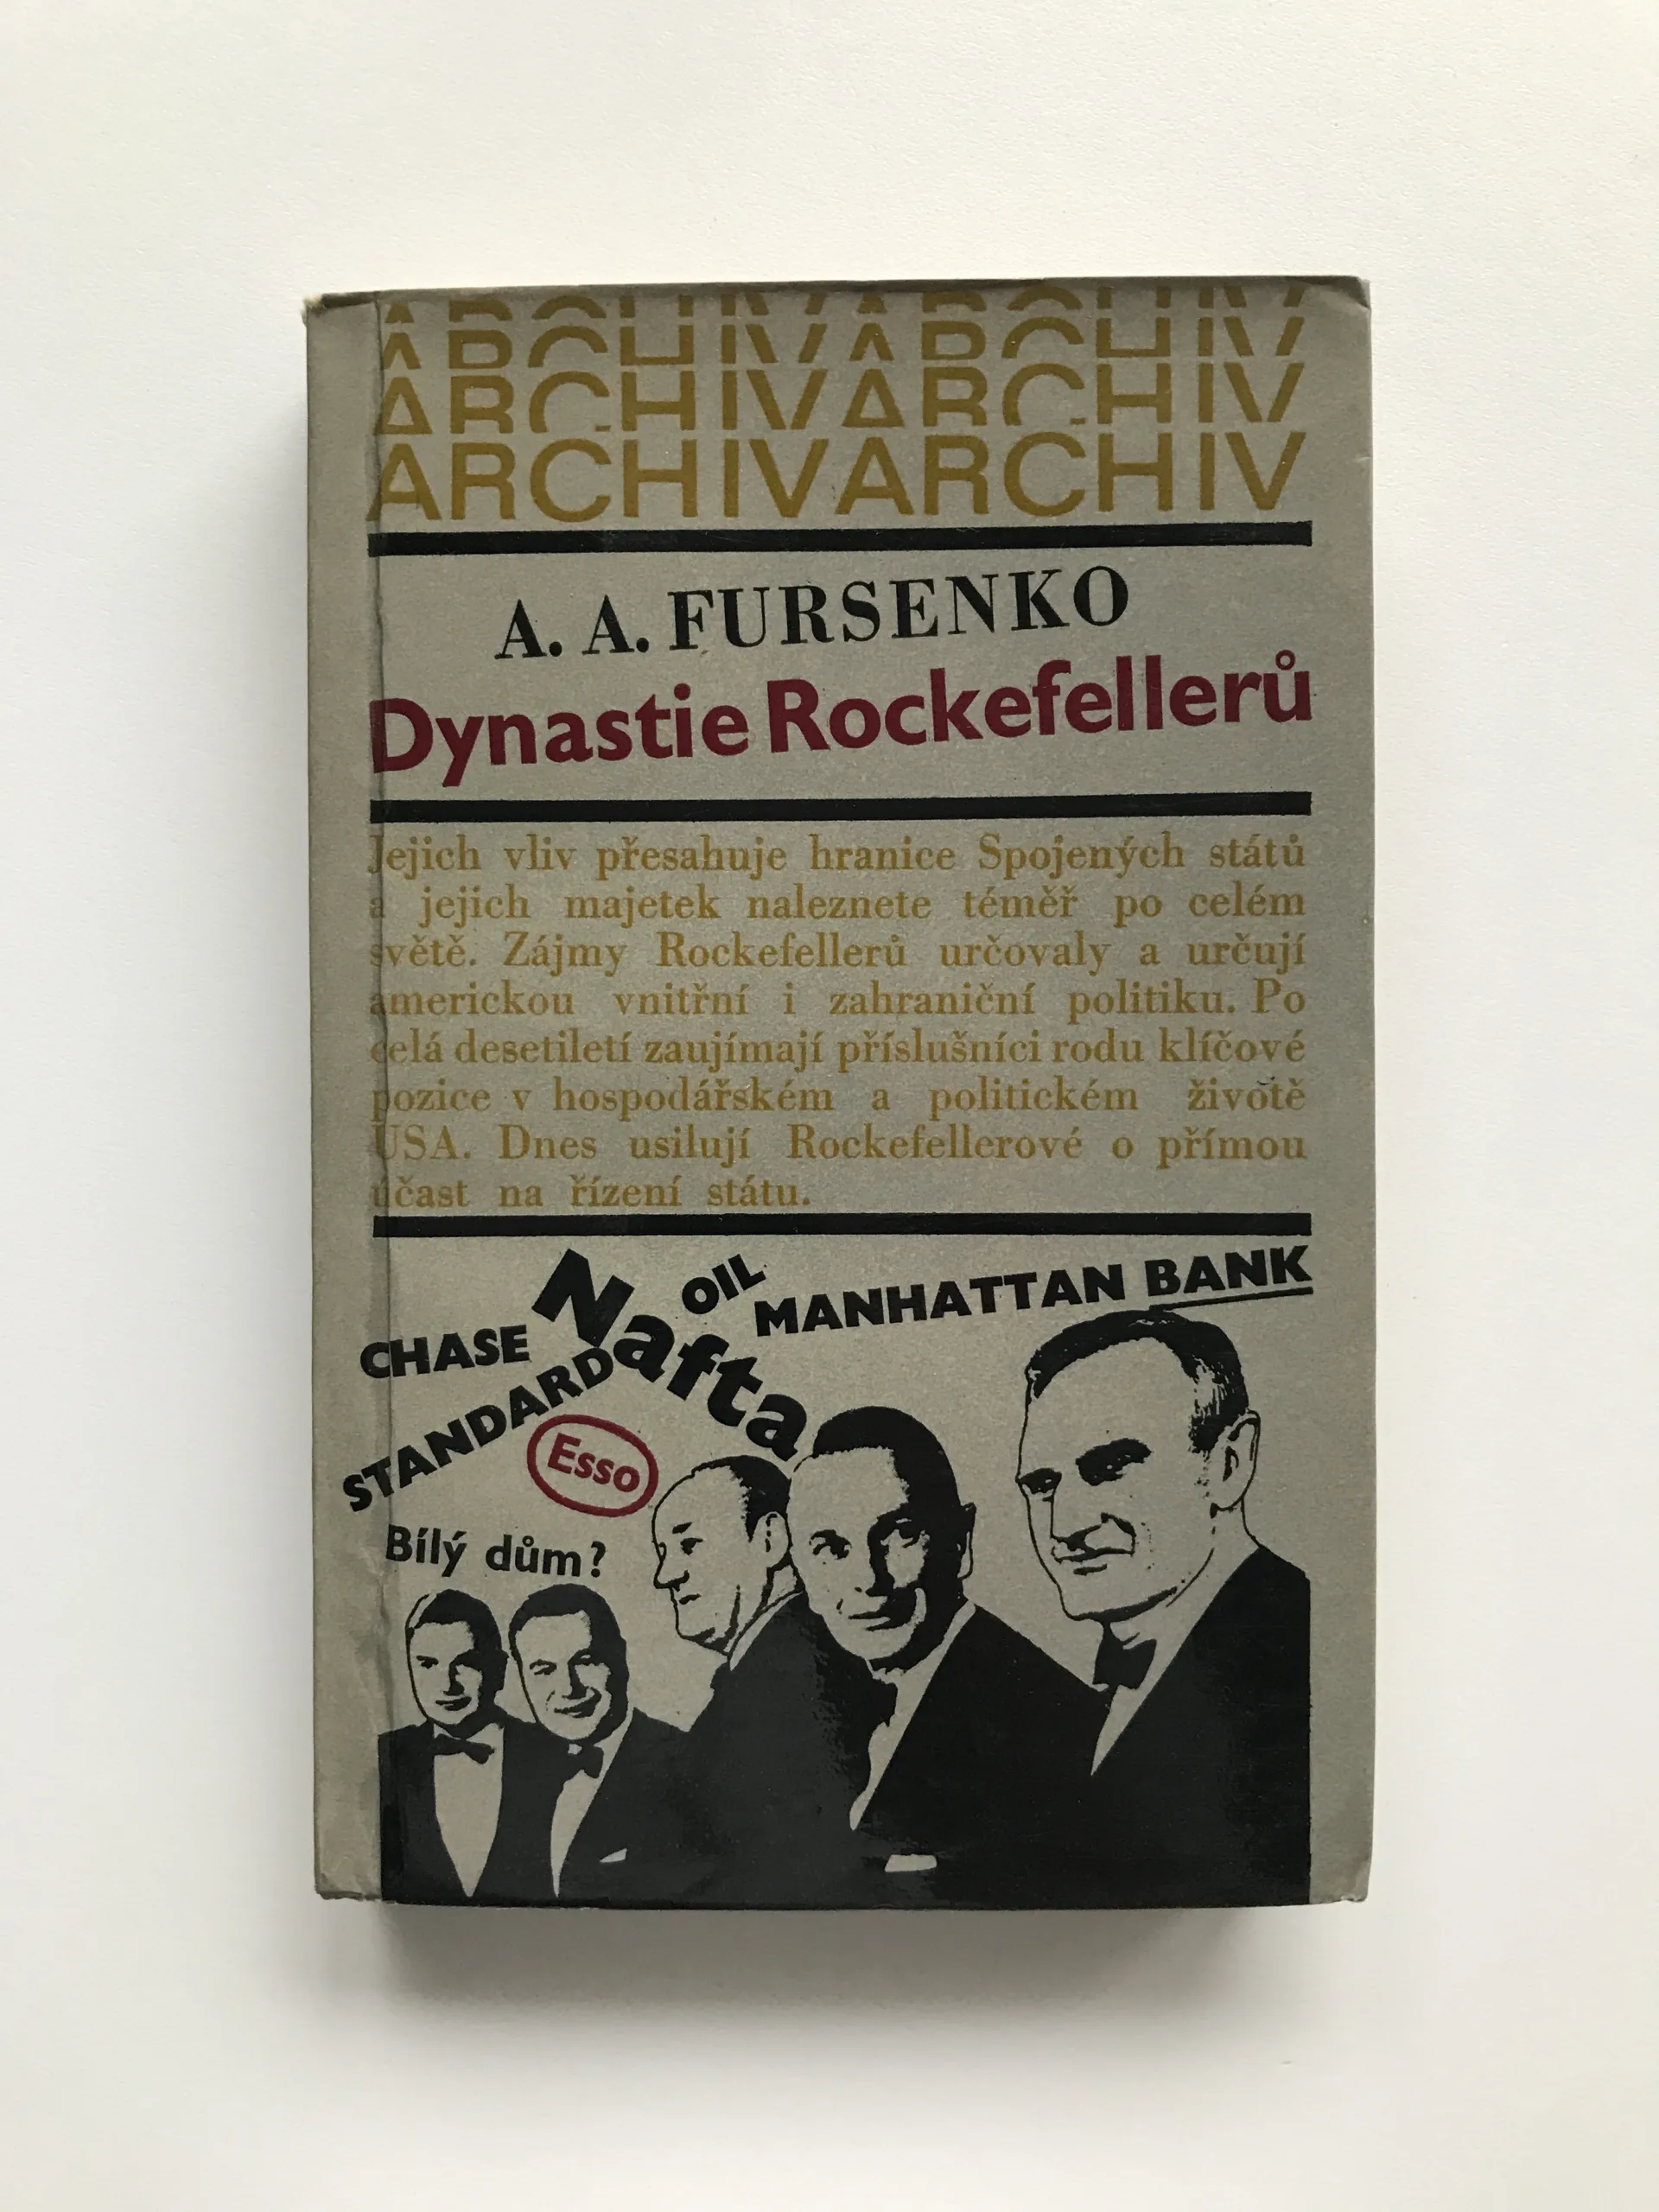 ARCHIVARCHIV
ARCHIVARCHIV
ARCHIVARCHIV
ARCHIVARCHIV
A. A. FURSENKO
Dynastie Rockefellerů
Jejich vliv přesahuje hranice Spojených států
a jejich majetek naleznete téměř po celém
světě. Zájmy Rockefellerů určovaly a určují
americkou vnitřní i zahraniční politiku. Po
celá desetiletí zaujímají příslušníci rodu klíčové
pozice v hospodářském a politickém životě
USA. Dnes usilují Rockefellerové o přímou
účast na řízení státu.
CHASE MANHATTAN BANK
Nafta
STANDARD OIL
Esso
Bílý dům?